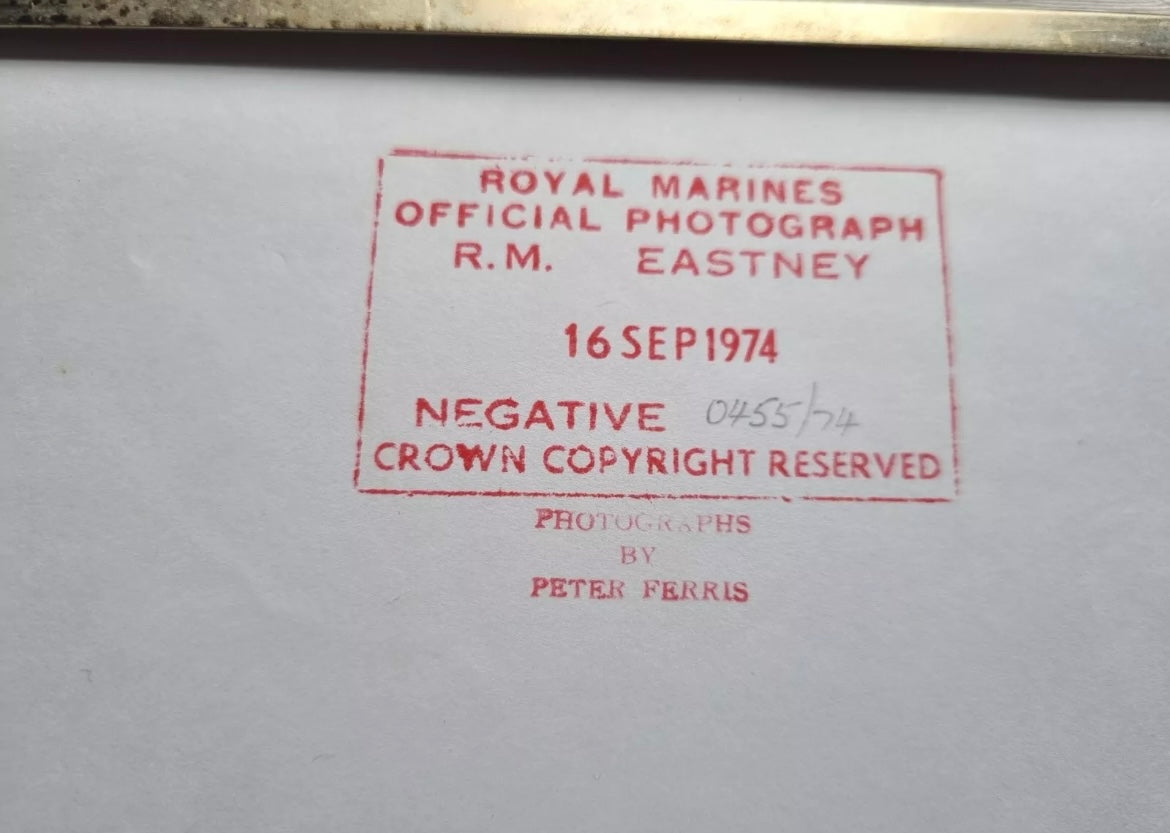 ROYAL MARINES
OFFICIAL PHOTOGRAPH
R.M. EASTNEY
16 SEP 1974
NEGATIVE 0455/74
CROWN COPYRIGHT RESERVED
PHOTOGRAPHS
BY
PETER FERRIS